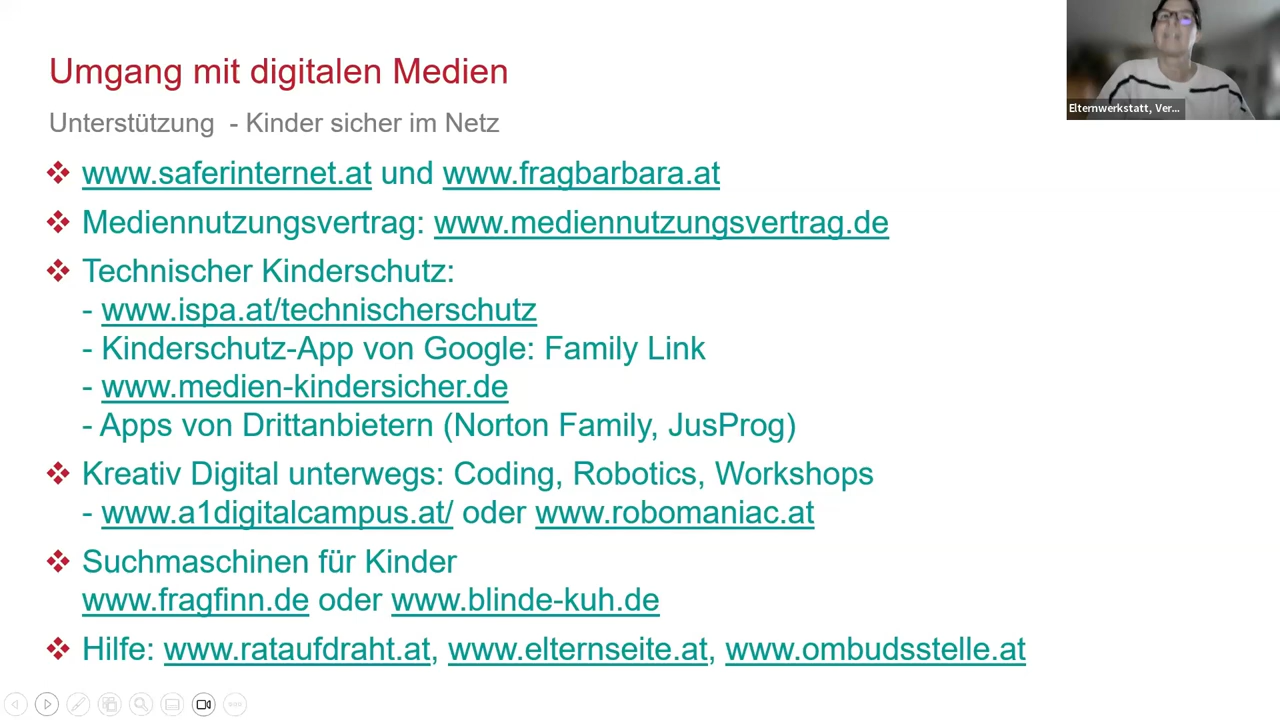 Umgang mit digitalen Medien
Unterstützung - Kinder sicher im Netz
www.saferinternet.at und www.fragbarbara.at
Mediennutzungsvertrag: www.mediennutzungsvertrag.de
Technischer Kinderschutz:
- www.ispa.at/technischerschutz
- Kinderschutz-App von Google: Family Link
- www.medien-kindersicher.de
- Apps von Drittanbietern (Norton Family, JusProg)
Kreativ Digital unterwegs: Coding, Robotics, Workshops
- www.a1digitalcampus.at/ oder www.robomaniac.at
Suchmaschinen für Kinder
www.fragfinn.de oder www.blinde-kuh.de
Hilfe: www.rataufdraht.at, www.elternseite.at, www.ombudsstelle.at
Elternwerkstatt, Ver...